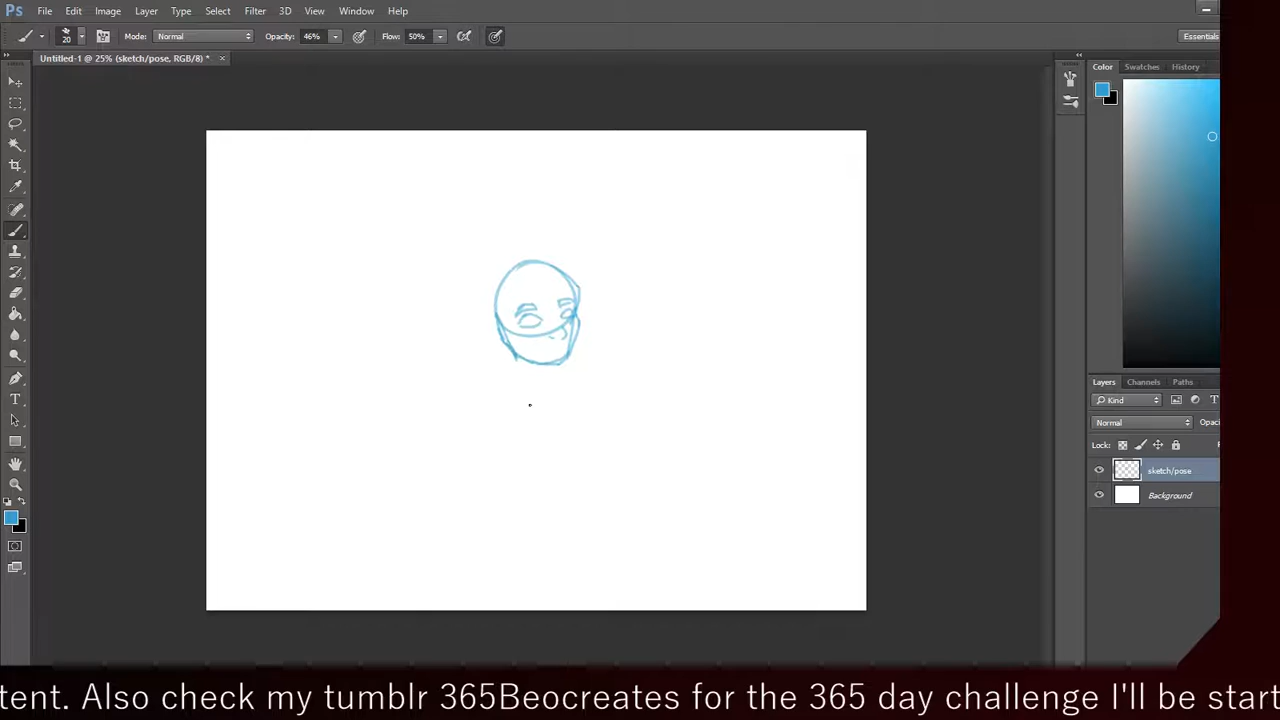 Ps File Edit Image Layer Type Select Filter 3D View Window Help
20 Mode: Normal Opacity: 46% Flow: 50% Essentials
Untitled-1 @ 25% (sketch/pose, RGB/8) * ×
Color Swatches History
Layers Channels Paths
Kind T
Normal Opac
Lock:
sketch/pose
Background
tent. Also check my tumblr 365Beocreates for the 365 day challenge I'll be start